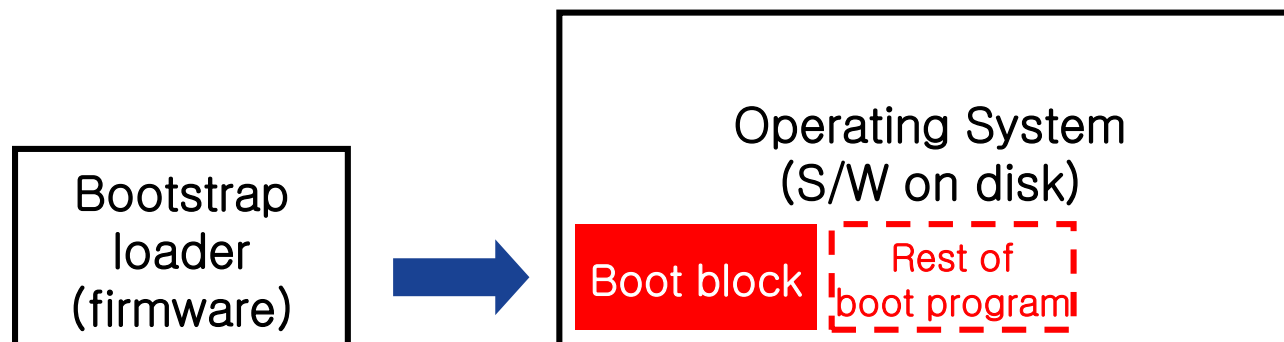 Bootstrap
loader
(firmware)
Operating System
(S/W on disk)
Boot block
Rest of
boot program